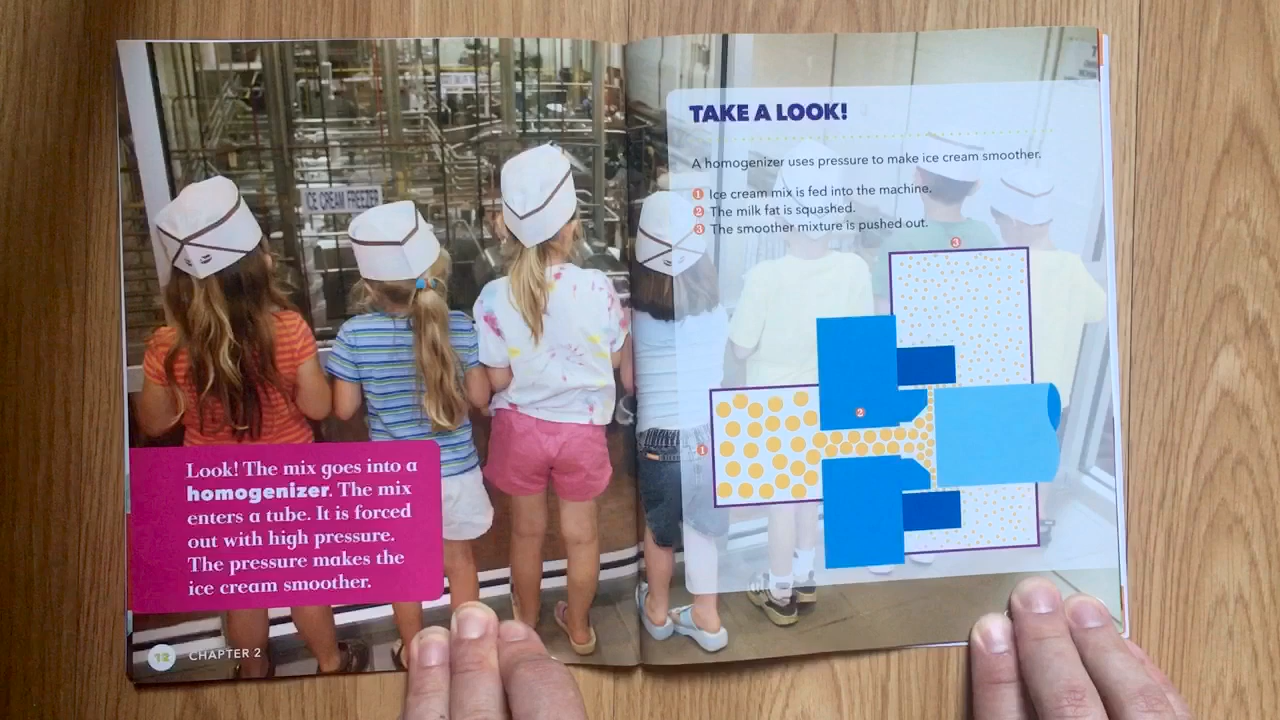 ICE CREAM FREEZER
Look! The mix goes into a
homogenizer. The mix
enters a tube. It is forced
out with high pressure.
The pressure makes the
ice cream smoother.
12 CHAPTER 2
TAKE A LOOK!
A homogenizer uses pressure to make ice cream smoother.
1 Ice cream mix is fed into the machine.
2 The milk fat is squashed.
3 The smoother mixture is pushed out.
3
2
1